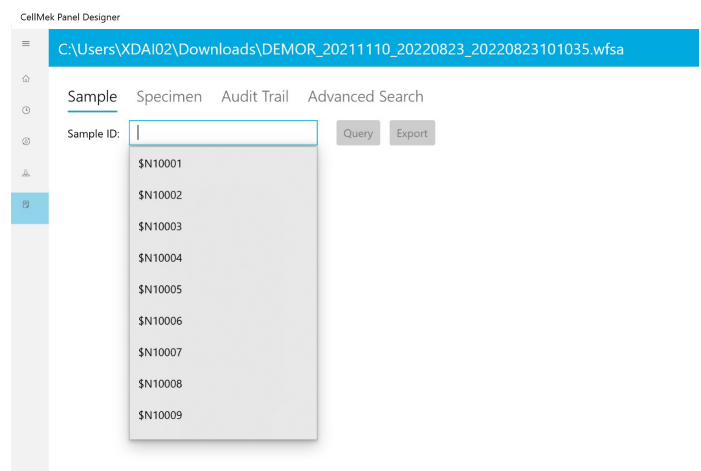 CellMek Panel Designer
C:\Users\XDAI02\Downloads\DEMOR_20211110_20220823_20220823101035.wfsa
Sample Specimen Audit Trail Advanced Search
Sample ID: Query Export
$N10001
$N10002
$N10003
$N10004
$N10005
$N10006
$N10007
$N10008
$N10009